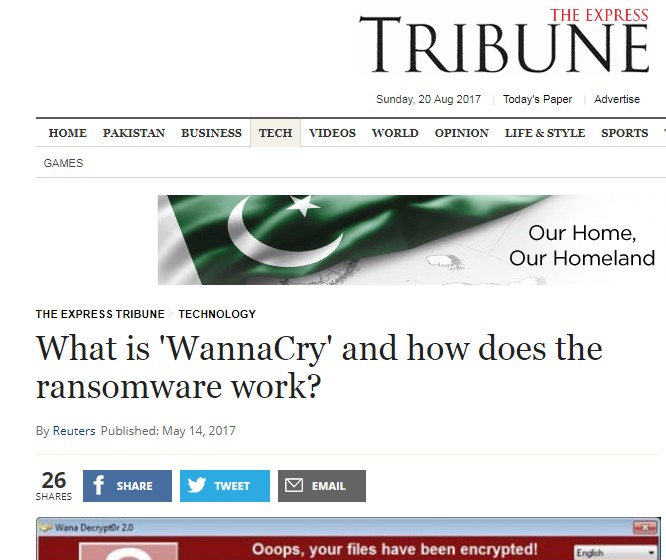 THE EXPRESS
TRIBUNE
Sunday, 20 Aug 2017 | Today's Paper | Advertise
HOME PAKISTAN BUSINESS TECH VIDEOS WORLD OPINION LIFE & STYLE SPORTS
GAMES
Our Home,
Our Homeland
THE EXPRESS TRIBUNE > TECHNOLOGY
What is 'WannaCry' and how does the
ransomware work?
By Reuters Published: May 14, 2017
26
SHARES
f SHARE
TWEET
EMAIL
Wana Decrypt0r 2.0
Ooops, your files have been encrypted!
English